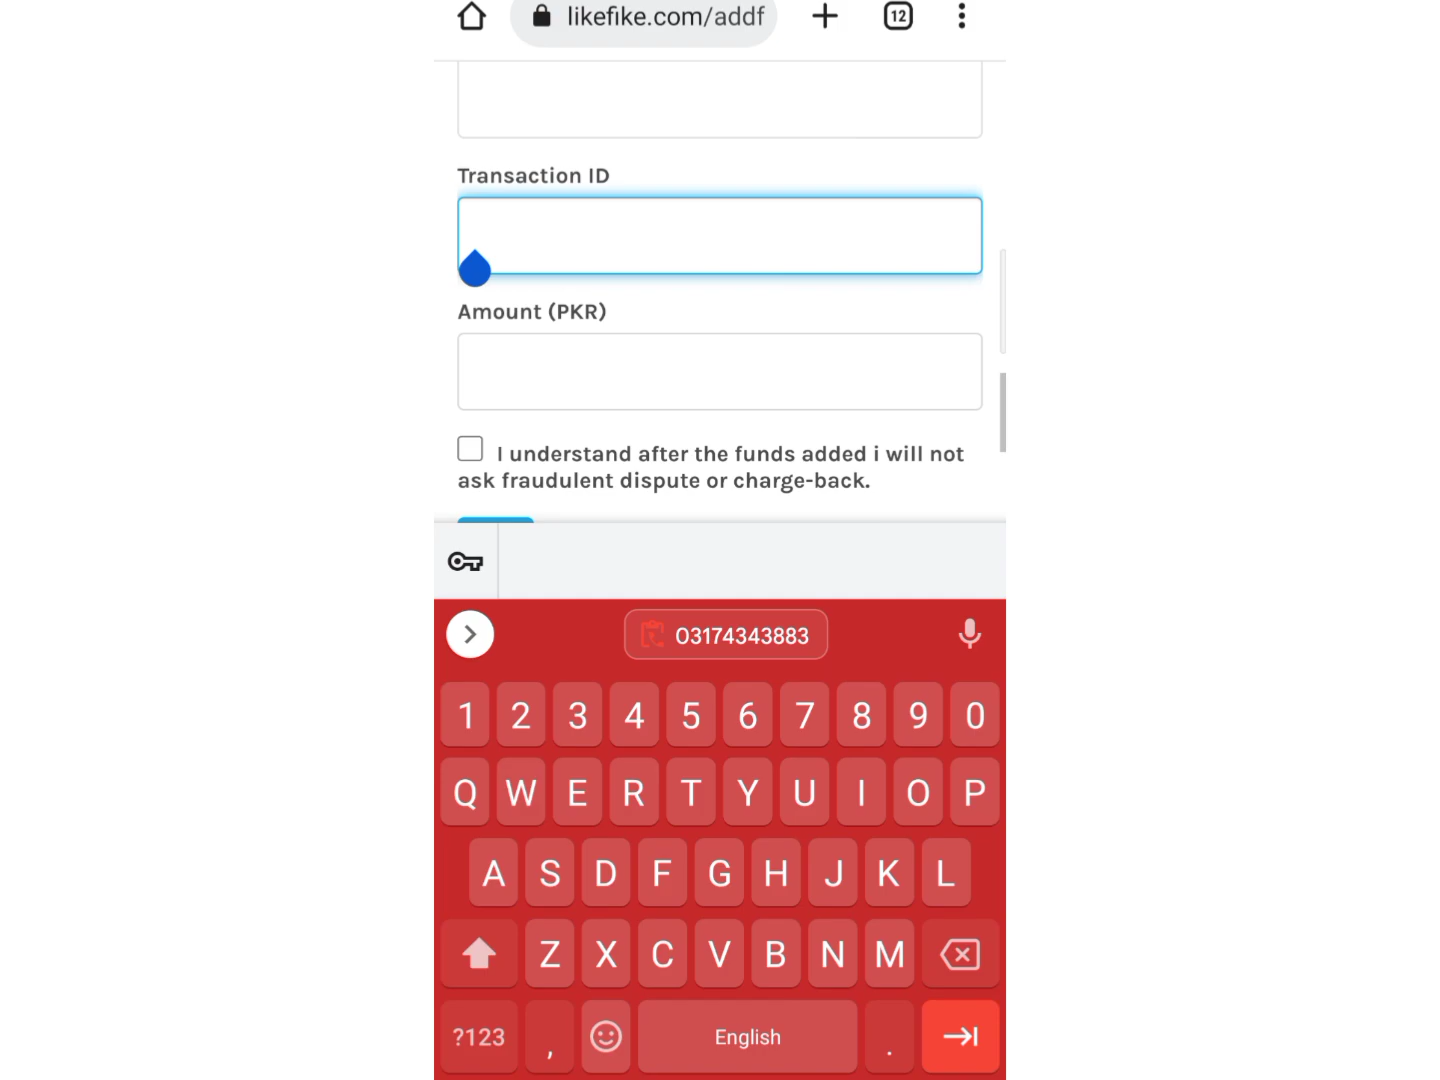 likefike.com/addf
12
Transaction ID
Amount (PKR)
I understand after the funds added i will not
ask fraudulent dispute or charge-back.
03174343883
1 2 3 4 5 6 7 8 9 0
Q W E R T Y U I O P
A S D F G H J K L
Z X C V B N M
?123 , English .